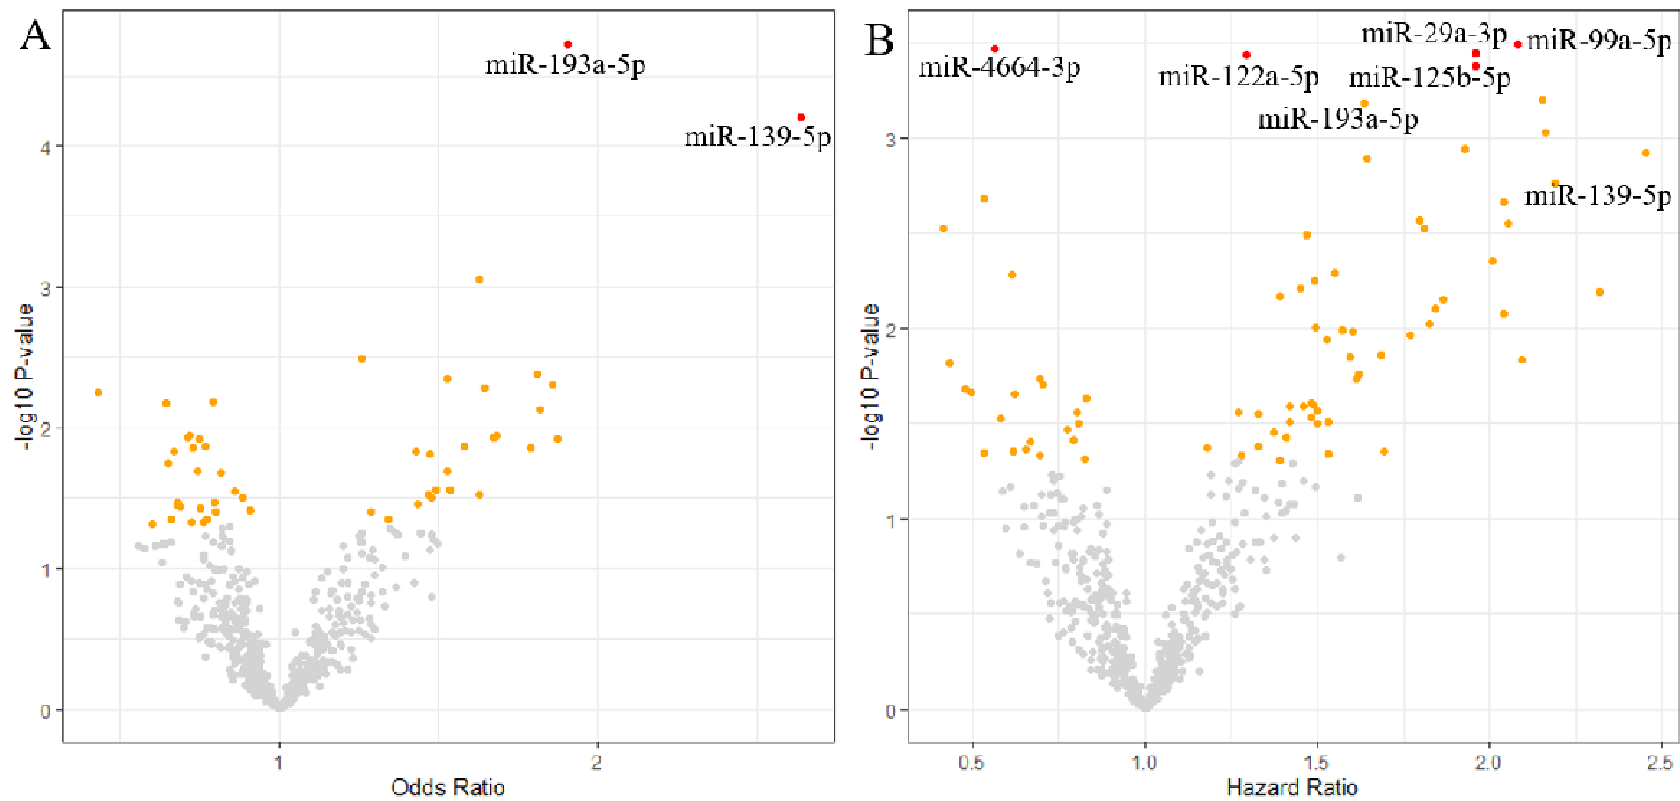 A
miR-193a-5p
miR-139-5p
4
3
2
1
0
-log10 P-value
1
2
Odds Ratio
B
miR-29a-3p
miR-99a-5p
miR-4664-3p
miR-122a-5p
miR-125b-5p
miR-193a-5p
miR-139-5p
3
2
1
0
-log10 P-value
0.5
1.0
1.5
2.0
2.5
Hazard Ratio